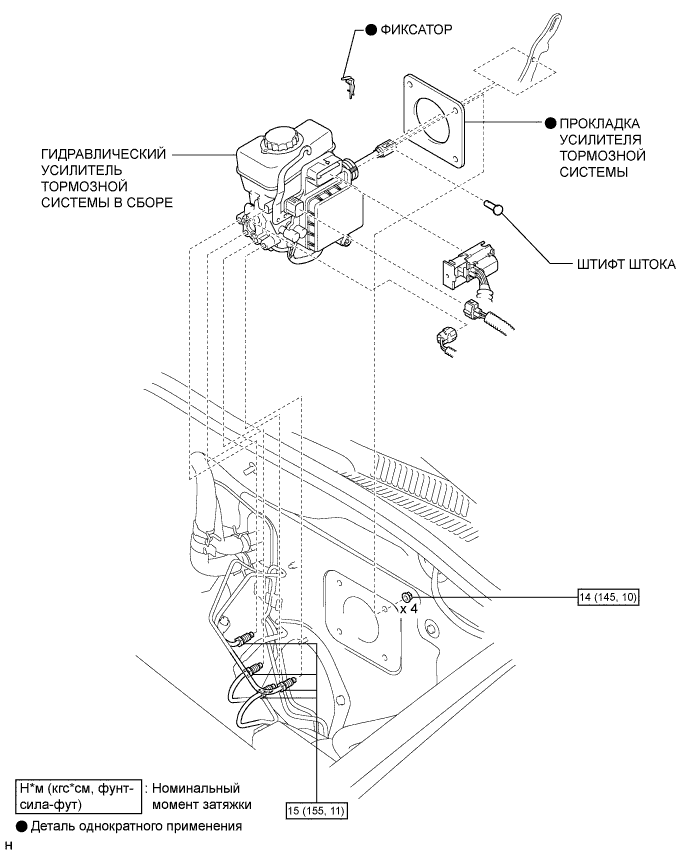 ФИКСАТОР
ПРОКЛАДКА
УСИЛИТЕЛЯ
ТОРМОЗНОЙ
СИСТЕМЫ
ГИДРАВЛИЧЕСКИЙ
УСИЛИТЕЛЬ
ТОРМОЗНОЙ
СИСТЕМЫ В СБОРЕ
ШТИФТ ШТОКА
14 (145, 10)
x 4
Н*м (кгс*см, фунт-
сила-фут)
: Номинальный
момент затяжки
15 (155, 11)
Деталь однократного применения
H